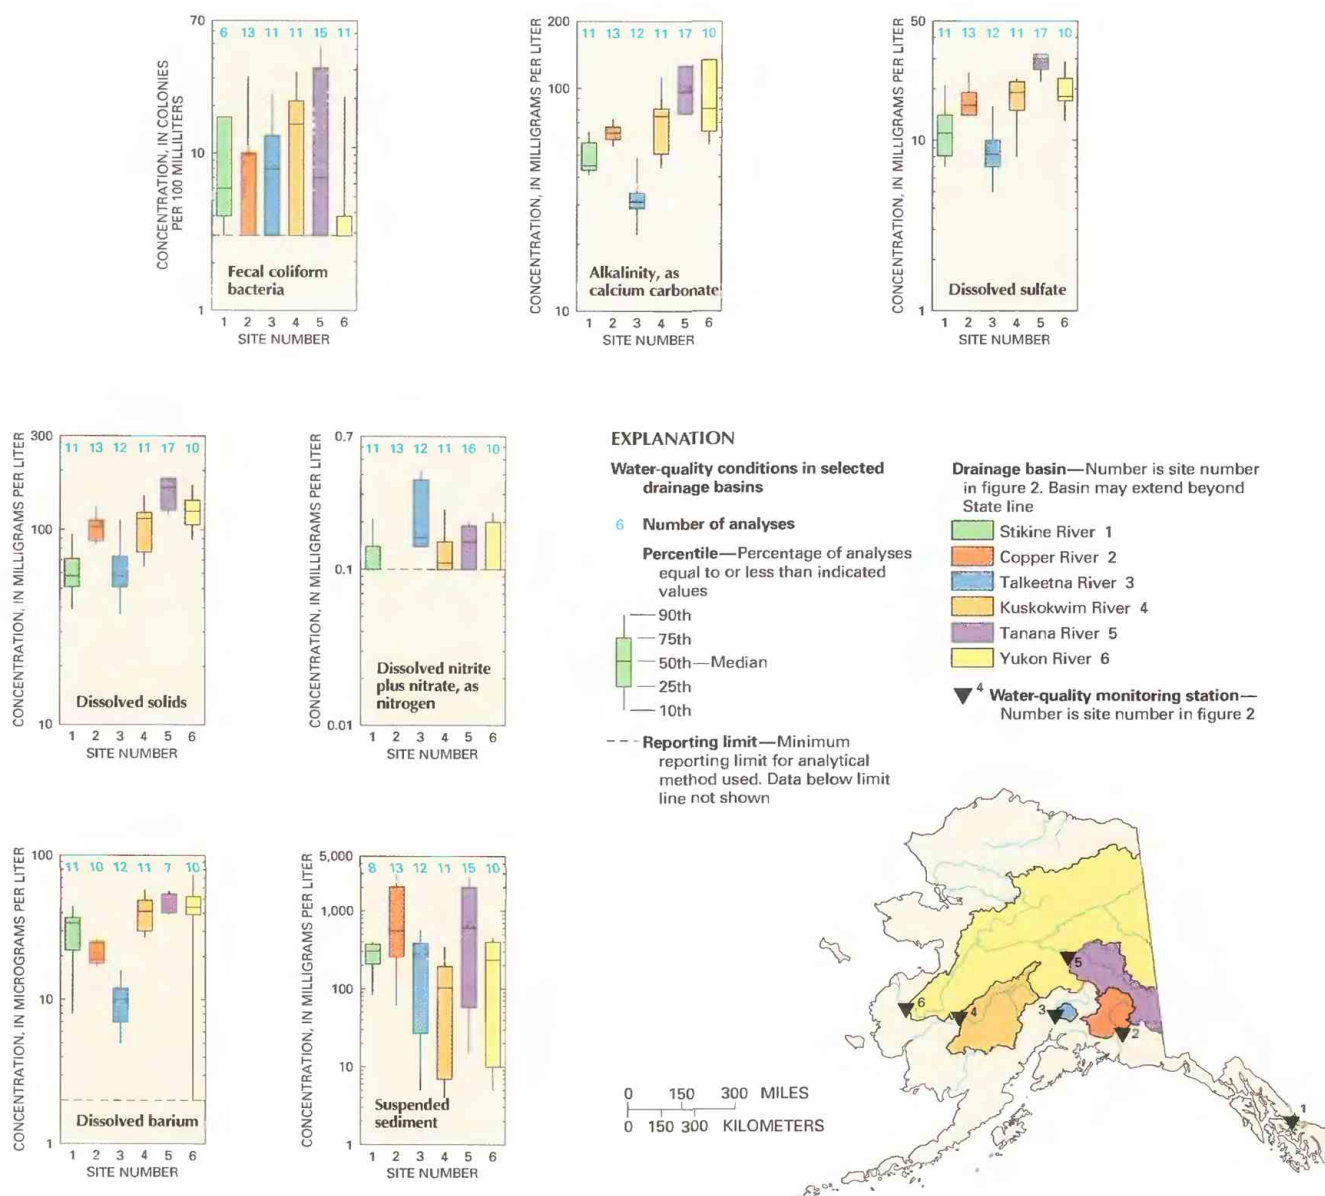 CONCENTRATION, IN COLONIES
PER 100 MILLILITERS
70
10
1
6 13 11 11 15 11
Fecal coliform
bacteria
1 2 3 4 5 6
SITE NUMBER
CONCENTRATION, IN MILLIGRAMS PER LITER
200
100
10
11 13 12 11 17 10
Alkalinity, as
calcium carbonate
1 2 3 4 5 6
SITE NUMBER
CONCENTRATION, IN MILLIGRAMS PER LITER
50
10
1
11 13 12 11 17 10
Dissolved sulfate
1 2 3 4 5 6
SITE NUMBER
CONCENTRATION, IN MILLIGRAMS PER LITER
300
100
10
11 13 12 11 17 10
Dissolved solids
1 2 3 4 5 6
SITE NUMBER
CONCENTRATION, IN MILLIGRAMS PER LITER
0.7
0.1
0.01
11 13 12 11 16 10
Dissolved nitrite
plus nitrate, as
nitrogen
1 2 3 4 5 6
SITE NUMBER
EXPLANATION
Water-quality conditions in selected
drainage basins
6 Number of analyses
Percentile—Percentage of analyses
equal to or less than indicated
values
90th
75th
50th—Median
25th
10th
Reporting limit—Minimum
reporting limit for analytical
method used. Data below limit
line not shown
Drainage basin—Number is site number
in figure 2. Basin may extend beyond
State line
Stikine River 1
Copper River 2
Talkeetna River 3
Kuskokwim River 4
Tanana River 5
Yukon River 6
4 Water-quality monitoring station—
Number is site number in figure 2
CONCENTRATION, IN MICROGRAMS PER LITER
100
10
1
11 10 12 11 7 10
Dissolved barium
1 2 3 4 5 6
SITE NUMBER
CONCENTRATION, IN MILLIGRAMS PER LITER
5,000
1,000
100
10
1
8 13 12 11 15 10
Suspended
sediment
1 2 3 4 5 6
SITE NUMBER
5
6
4
3
2
1
0 150 300 MILES
0 150 300 KILOMETERS